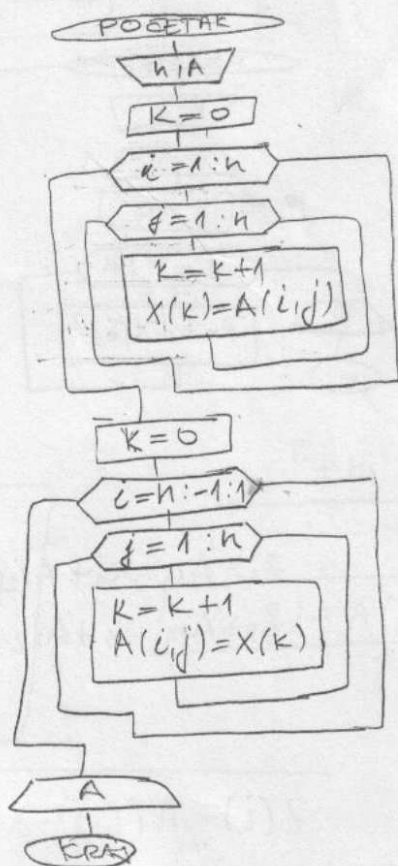 POČETAK
n, A
K=0
i=1:n
j=1:n
K=K+1
X(K)=A(i,j)
K=0
i=n:-1:1
j=1:n
K=K+1
A(i,j)=X(K)
A
KRAJ